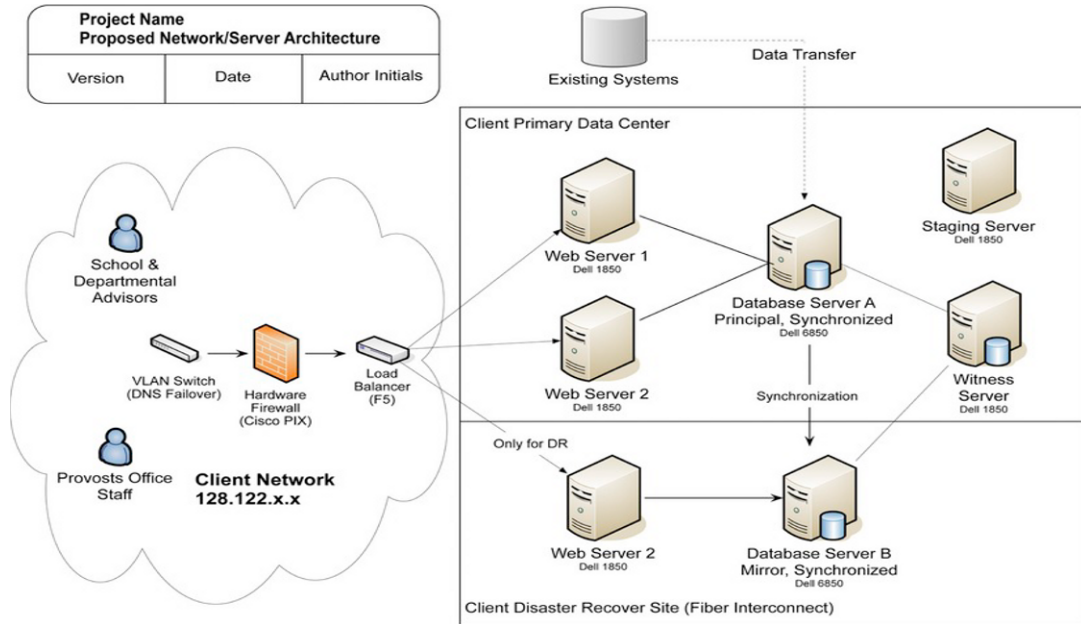 Project Name
Proposed Network/Server Architecture
Version
Date
Author Initials
Existing Systems
Data Transfer
Client Primary Data Center
Web Server 1
Dell 1850
Staging Server
Dell 1850
Database Server A
Principal, Synchronized
Dell 6850
Web Server 2
Dell 1850
Witness
Server
Dell 1850
Synchronization
School &
Departmental
Advisors
VLAN Switch
(DNS Failover)
Hardware
Firewall
(Cisco PIX)
Load
Balancer
(F5)
Provosts Office
Staff
Client Network
128.122.x.x
Only for DR
Web Server 2
Dell 1850
Database Server B
Mirror, Synchronized
Dell 6850
Client Disaster Recover Site (Fiber Interconnect)